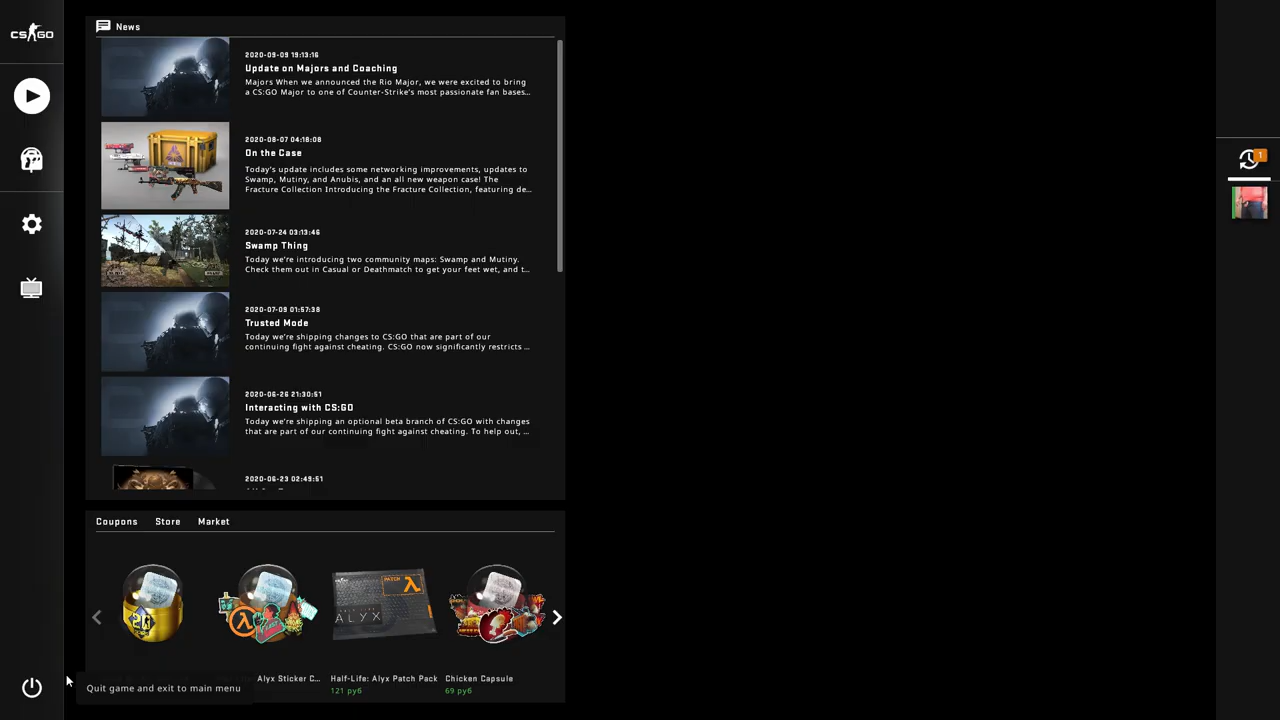 CS GO
News
2020-09-09 19:13:16
Update on Majors and Coaching
Majors When we announced the Rio Major, we were excited to bring
a CS:GO Major to one of Counter-Strike's most passionate fan bases…
2020-08-07 04:18:08
On the Case
Today's update includes some networking improvements, updates to
Swamp, Mutiny, and Anubis, and an all new weapon case! The
Fracture Collection Introducing the Fracture Collection, featuring de…
2020-07-24 03:13:46
Swamp Thing
Today we're introducing two community maps: Swamp and Mutiny.
Check them out in Casual or Deathmatch to get your feet wet, and t…
2020-07-09 01:57:38
Trusted Mode
Today we're shipping changes to CS:GO that are part of our
continuing fight against cheating. CS:GO now significantly restricts …
2020-06-26 21:30:51
Interacting with CS:GO
Today we're shipping an optional beta branch of CS:GO with changes
that are part of our continuing fight against cheating. To help out, …
2020-06-23 02:49:51
1
Coupons Store Market
PATCH
ALYX
Alyx Sticker C…
Half-Life: Alyx Patch Pack
Chicken Capsule
121 руб
69 руб
Quit game and exit to main menu